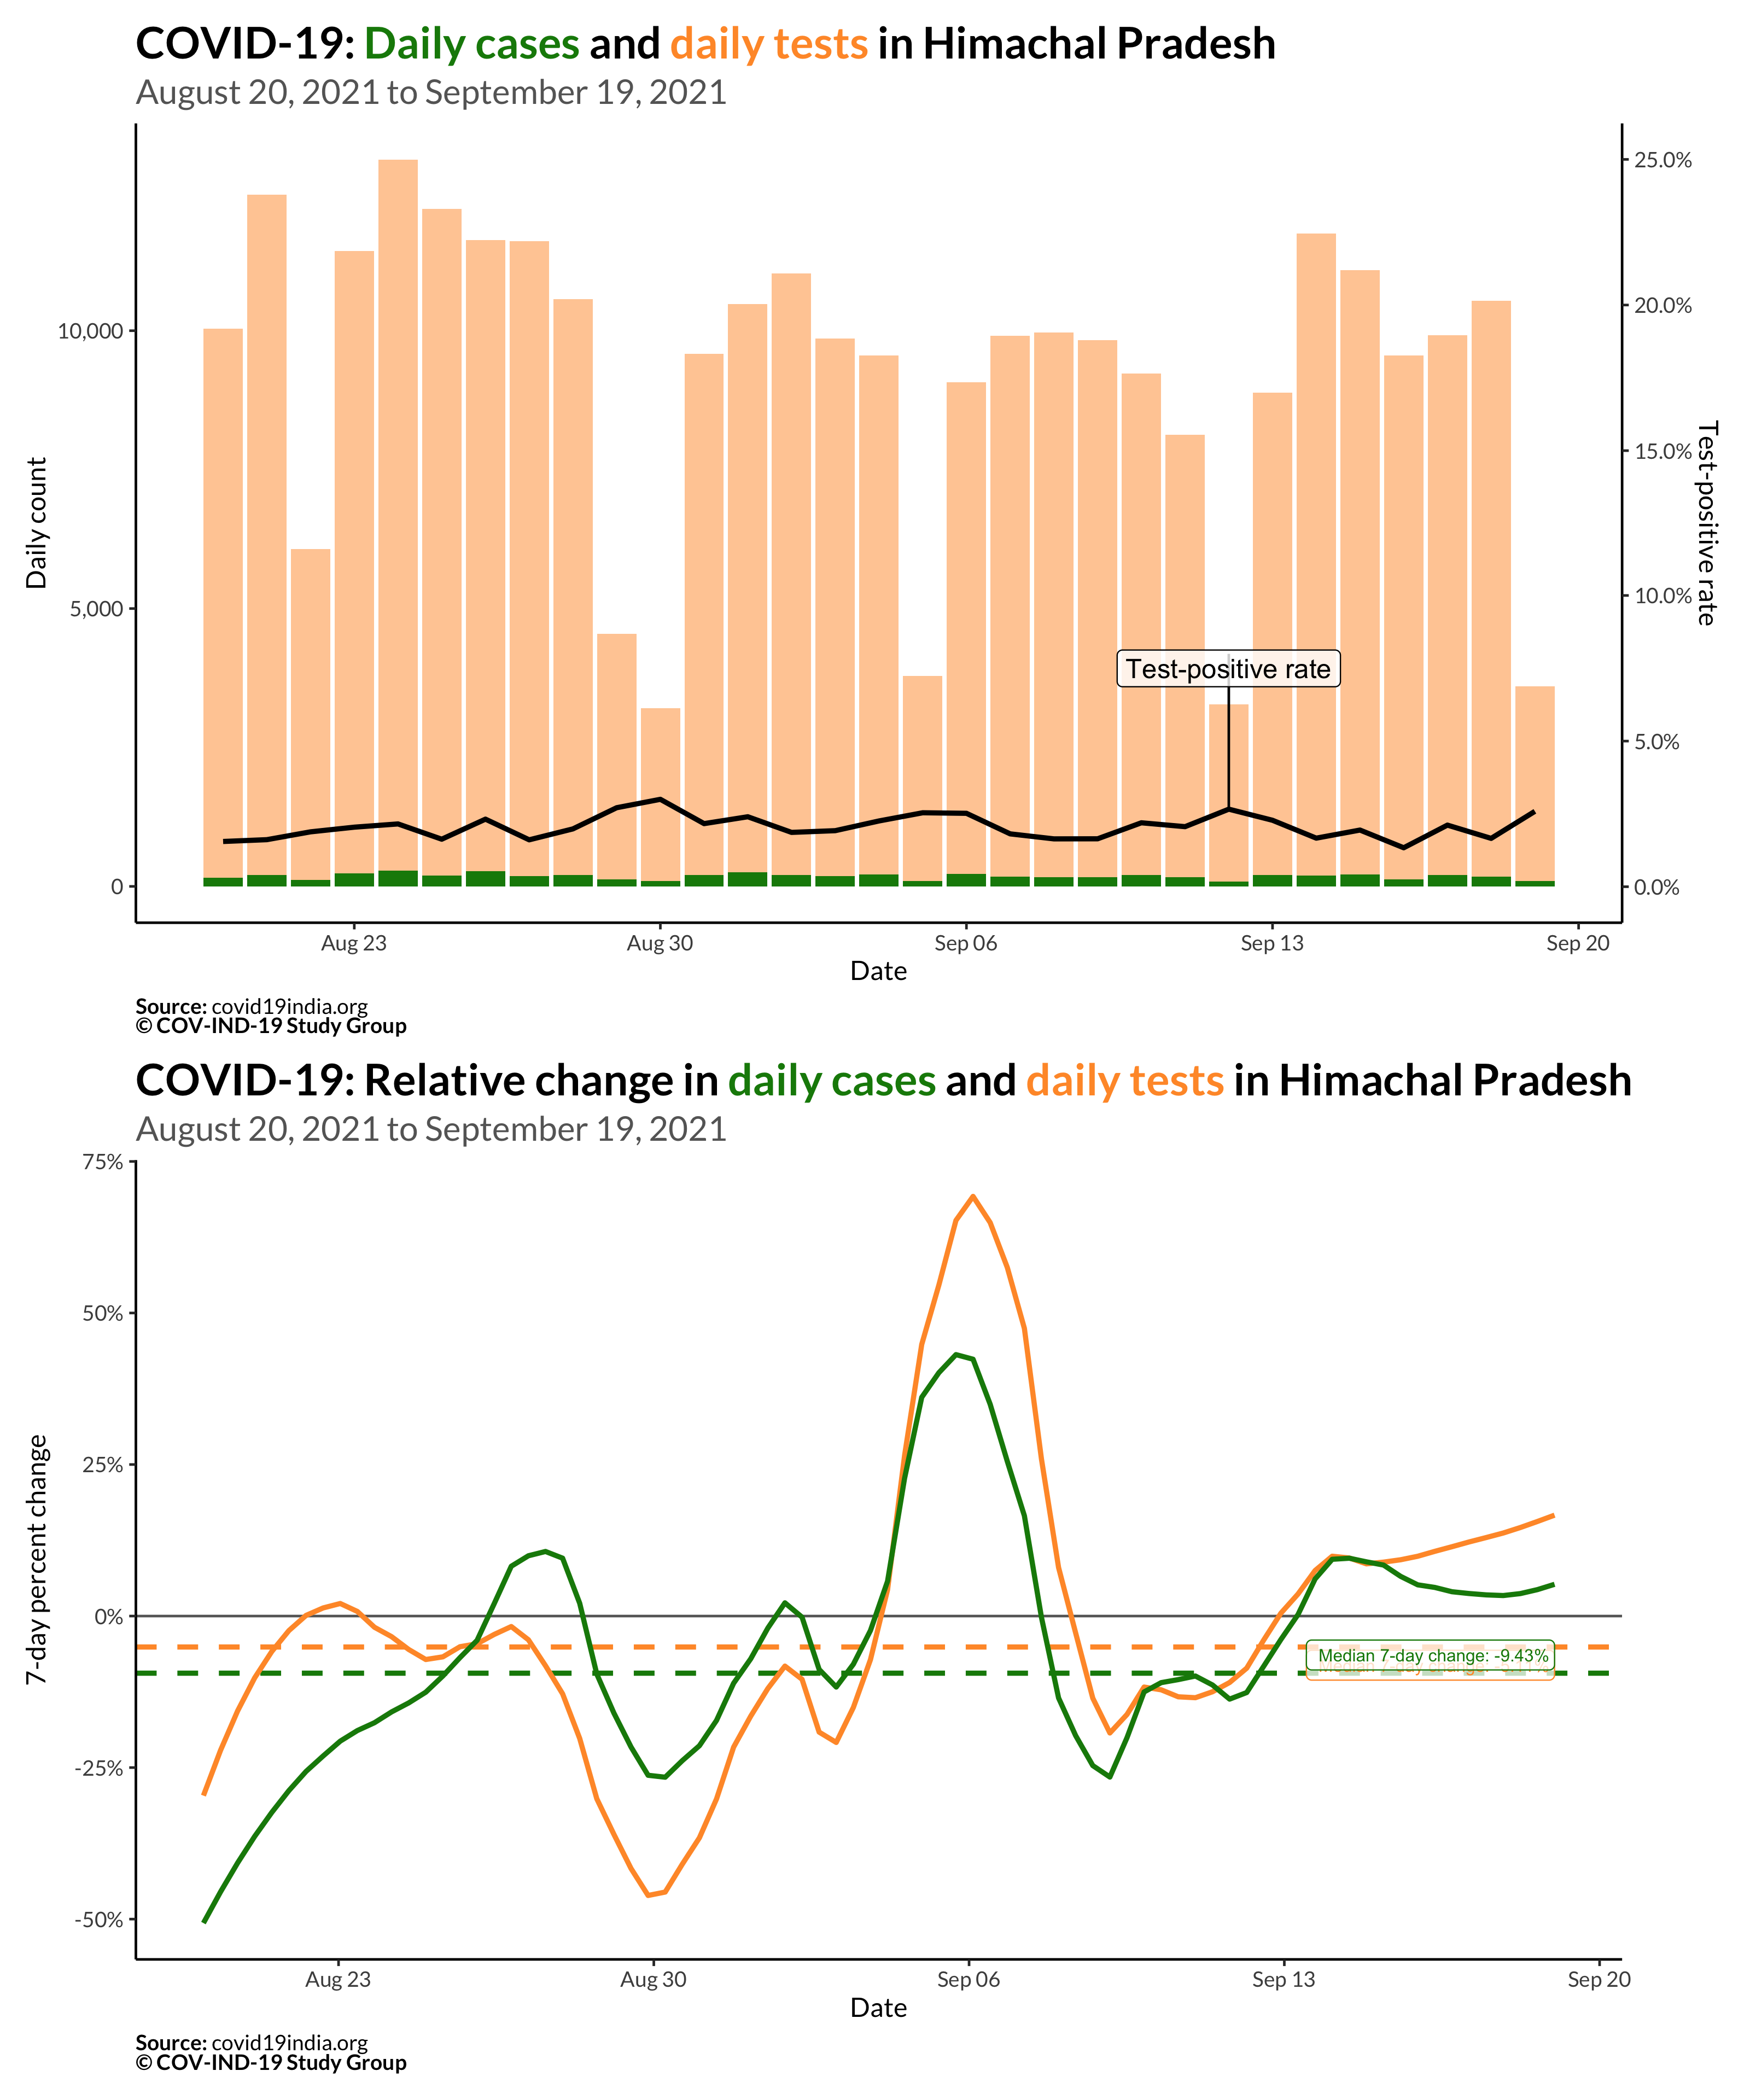 COVID-19: Daily cases and daily tests in Himachal Pradesh
August 20, 2021 to September 19, 2021
Daily count
10,000
5,000
0
25.0%
20.0%
15.0%
10.0%
5.0%
0.0%
Test-positive rate
Test-positive rate
Aug 23
Aug 30
Sep 06
Sep 13
Sep 20
Date
Source: covid19india.org
© COV-IND-19 Study Group
COVID-19: Relative change in daily cases and daily tests in Himachal Pradesh
August 20, 2021 to September 19, 2021
7-day percent change
75%
50%
25%
0%
-25%
-50%
Median 7-day change: -9.43%
Aug 23
Aug 30
Sep 06
Sep 13
Sep 20
Date
Source: covid19india.org
© COV-IND-19 Study Group